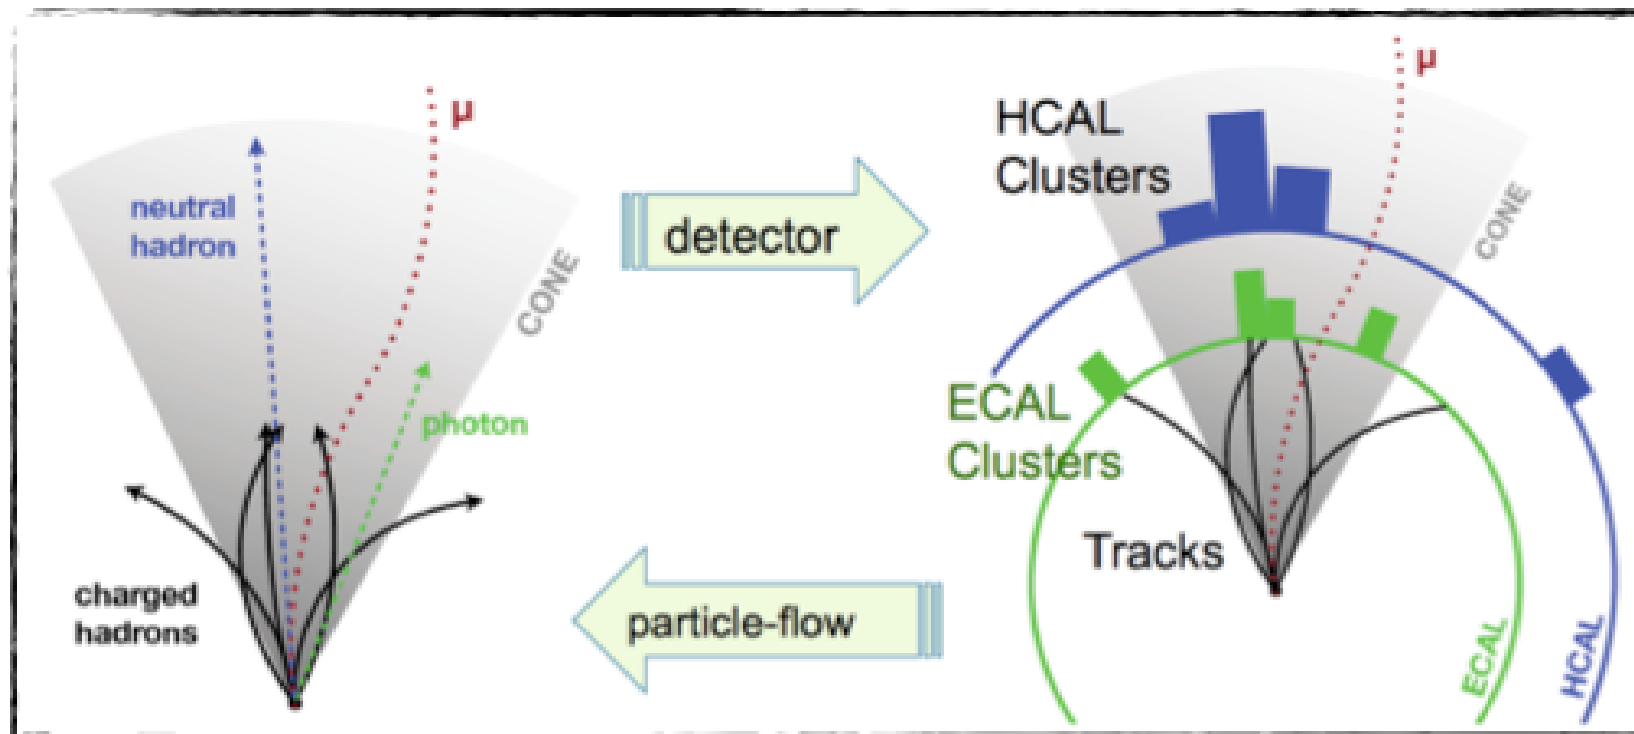 μ
neutral
hadron
CONE
photon
charged
hadrons
detector
particle-flow
μ
HCAL
Clusters
CONE
ECAL
Clusters
Tracks
ECAL
HCAL